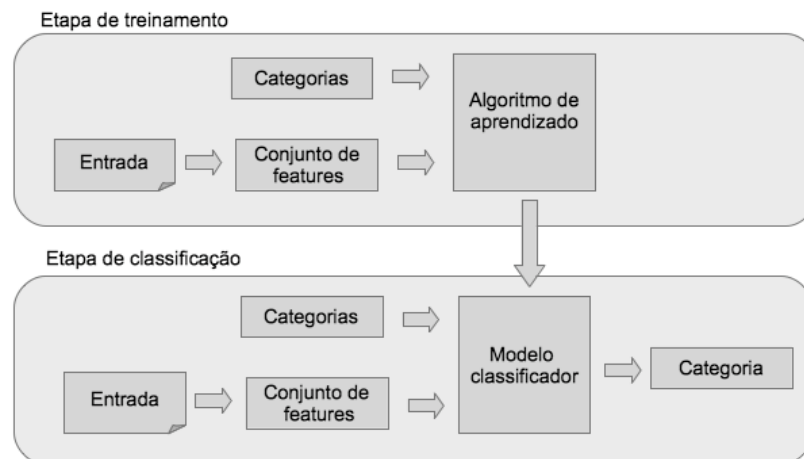 Etapa de treinamento
Categorias
Algoritmo de
aprendizado
Entrada
Conjunto de
features
Etapa de classificação
Categorias
Modelo
classificador
Categoria
Entrada
Conjunto de
features